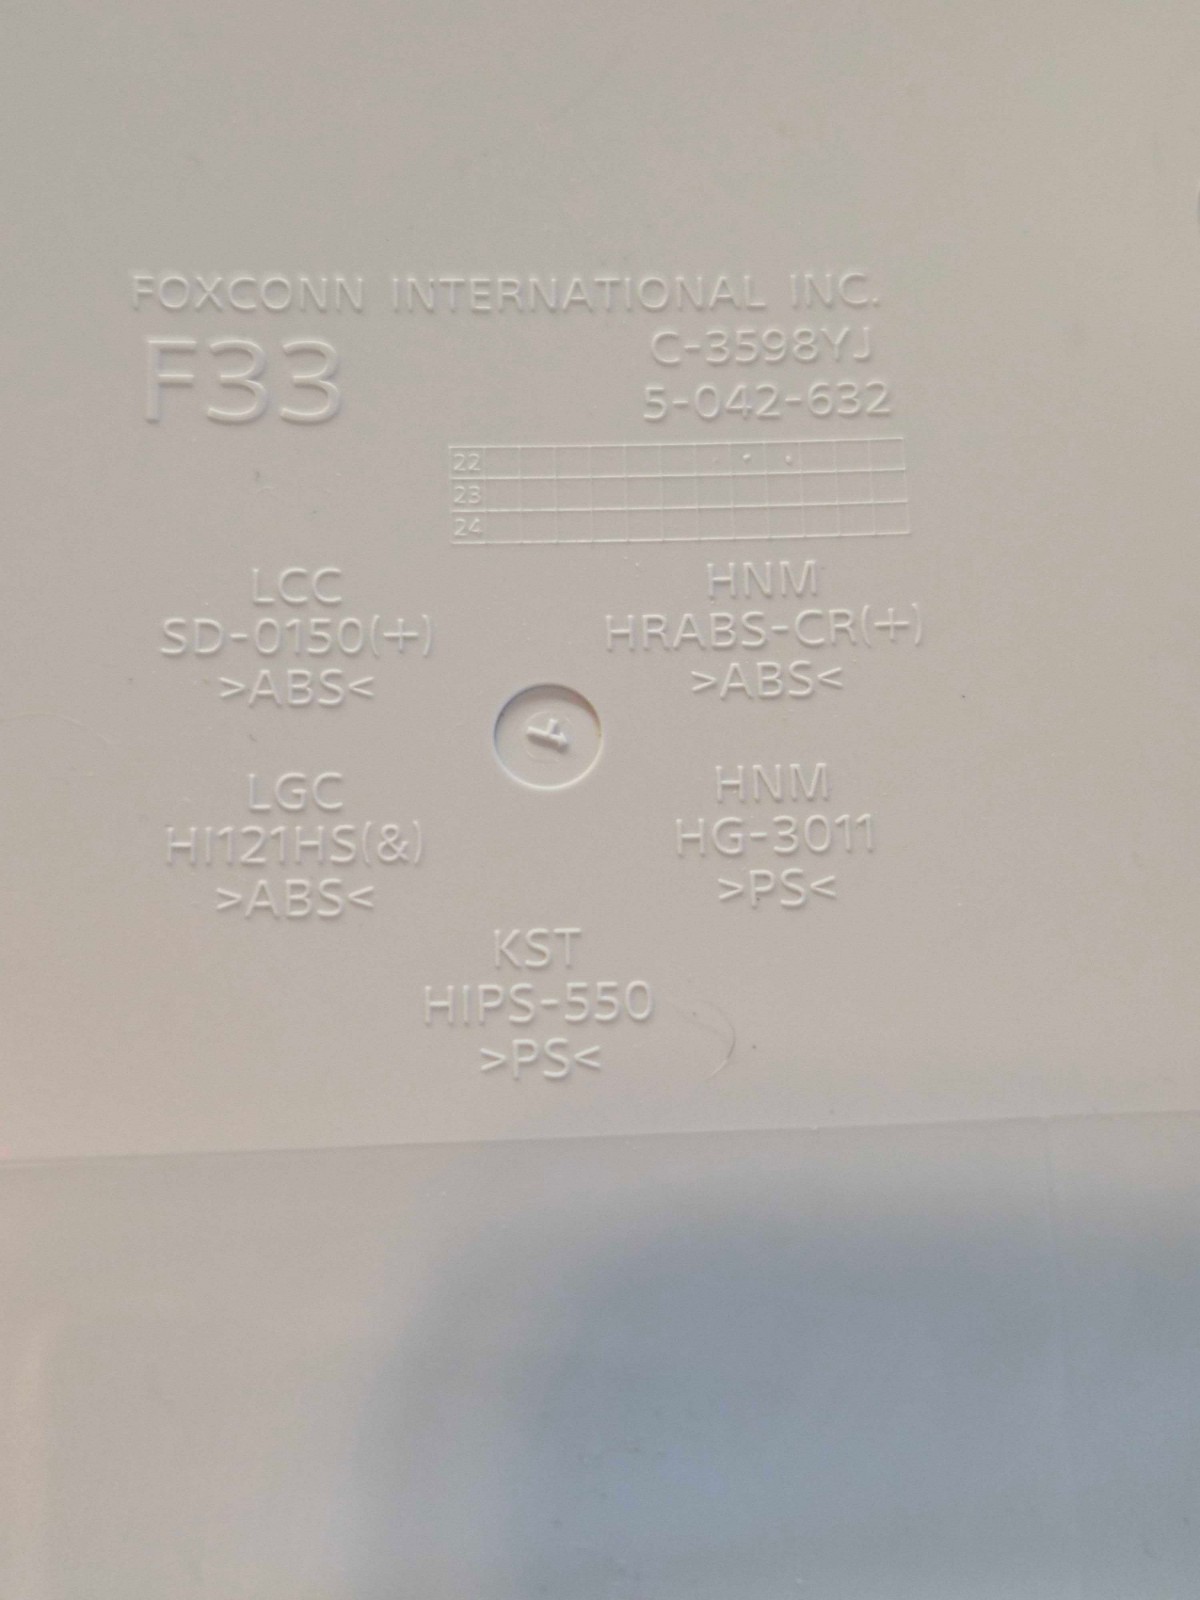 FOXCONN INTERNATIONAL INC.
F33
C-3598YJ
5-042-632
22
23
24
LCC
SD-0150(+)
>ABS<
HNM
HRABS-CR(+)
>ABS<
LGC
HI121HS(&)
>ABS<
HNM
HG-3011
>PS<
KST
HIPS-550
>PS<